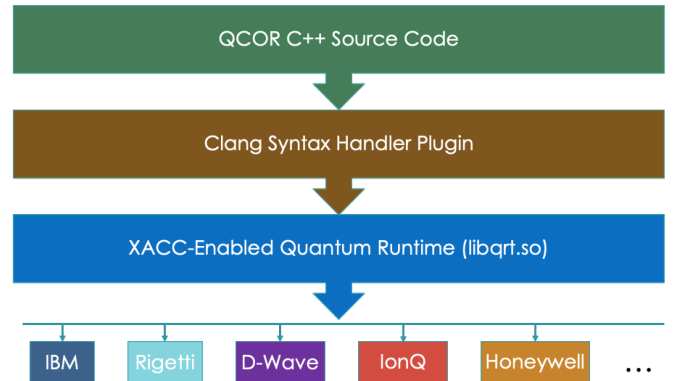 QCOR C++ Source Code
Clang Syntax Handler Plugin
XACC-Enabled Quantum Runtime (libqrt.so)
IBM Rigetti D-Wave IonQ Honeywell ...